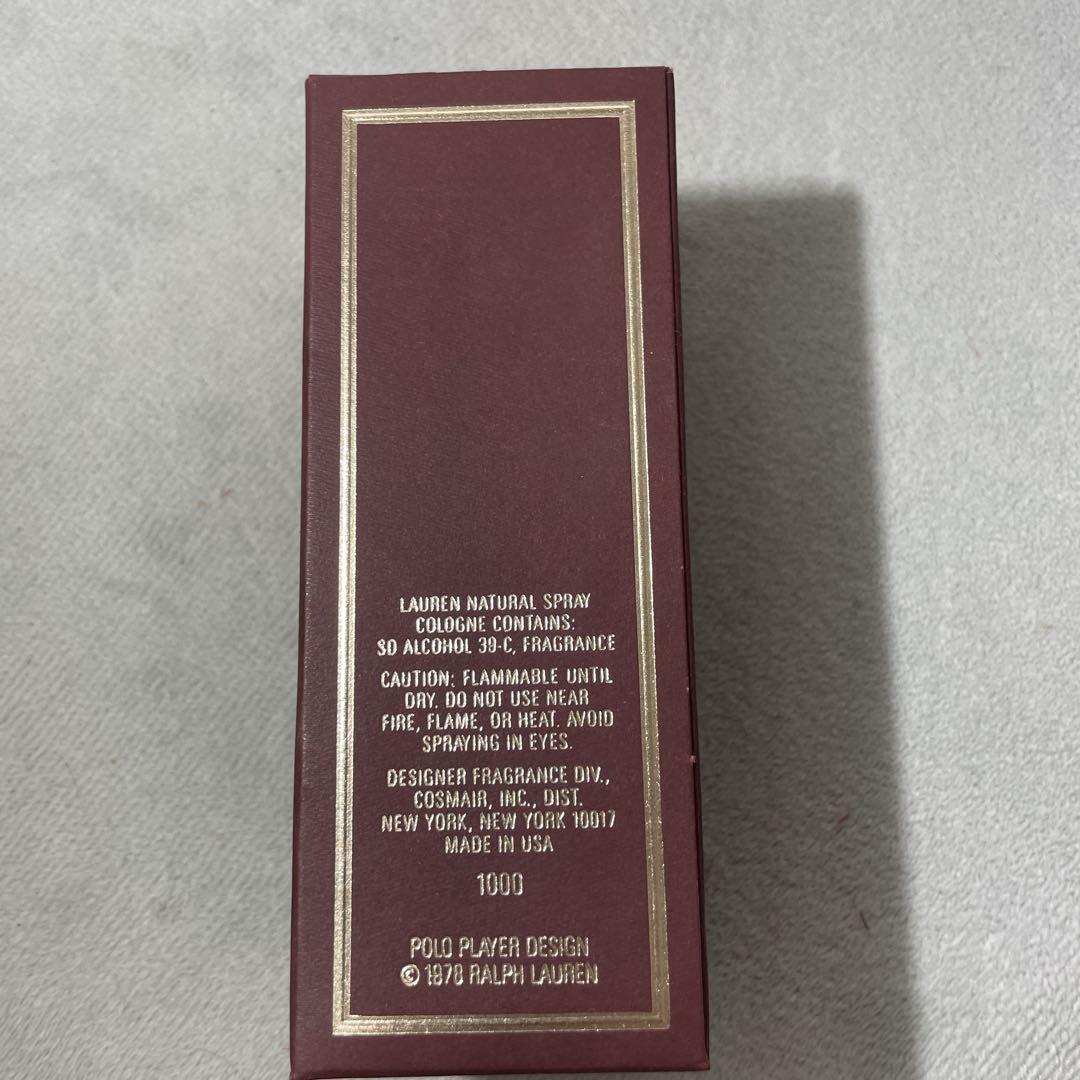 LAUREN NATURAL SPRAY
COLOGNE CONTAINS:
SD ALCOHOL 39-C, FRAGRANCE
CAUTION: FLAMMABLE UNTIL
DRY. DO NOT USE NEAR
FIRE, FLAME, OR HEAT. AVOID
SPRAYING IN EYES.
DESIGNER FRAGRANCE DIV.,
COSMAIR, INC., DIST.
NEW YORK, NEW YORK 10017
MADE IN USA
1000
POLO PLAYER DESIGN
© 1978 RALPH LAUREN